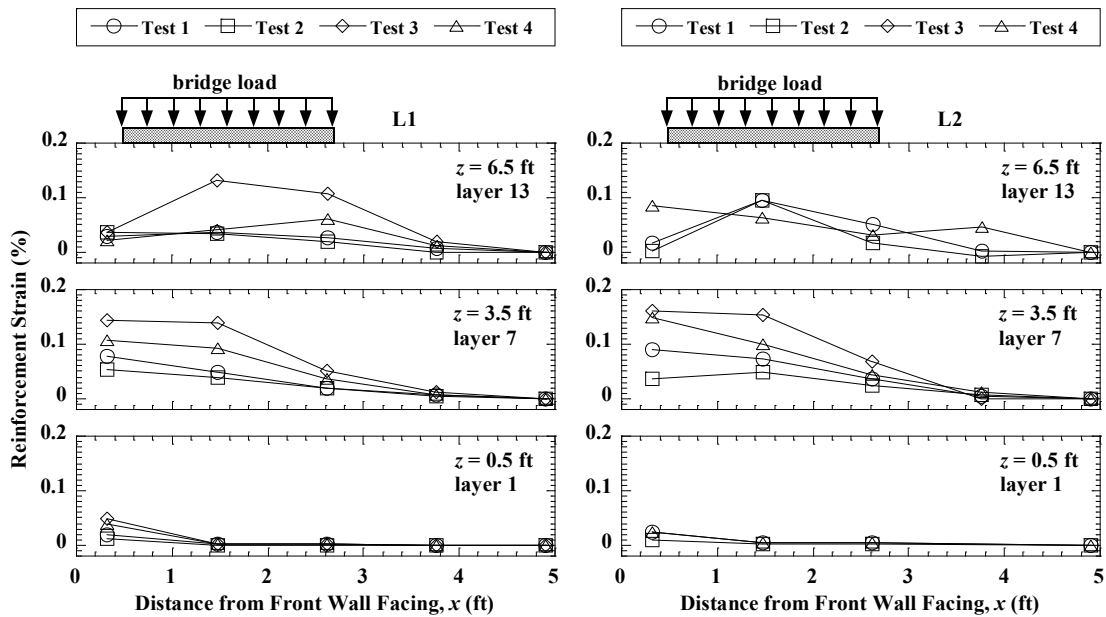 Test 1 Test 2 Test 3 Test 4
bridge load
L1
0.2
z = 6.5 ft
layer 13
0.1
0
0.2
z = 3.5 ft
layer 7
0.1
0
0.2
z = 0.5 ft
layer 1
0.1
0
0 1 2 3 4 5
Distance from Front Wall Facing, x (ft)
Reinforcement Strain (%)
Test 1 Test 2 Test 3 Test 4
bridge load
L2
0.2
z = 6.5 ft
layer 13
0.1
0
0.2
z = 3.5 ft
layer 7
0.1
0
0.2
z = 0.5 ft
layer 1
0.1
0
0 1 2 3 4 5
Distance from Front Wall Facing, x (ft)